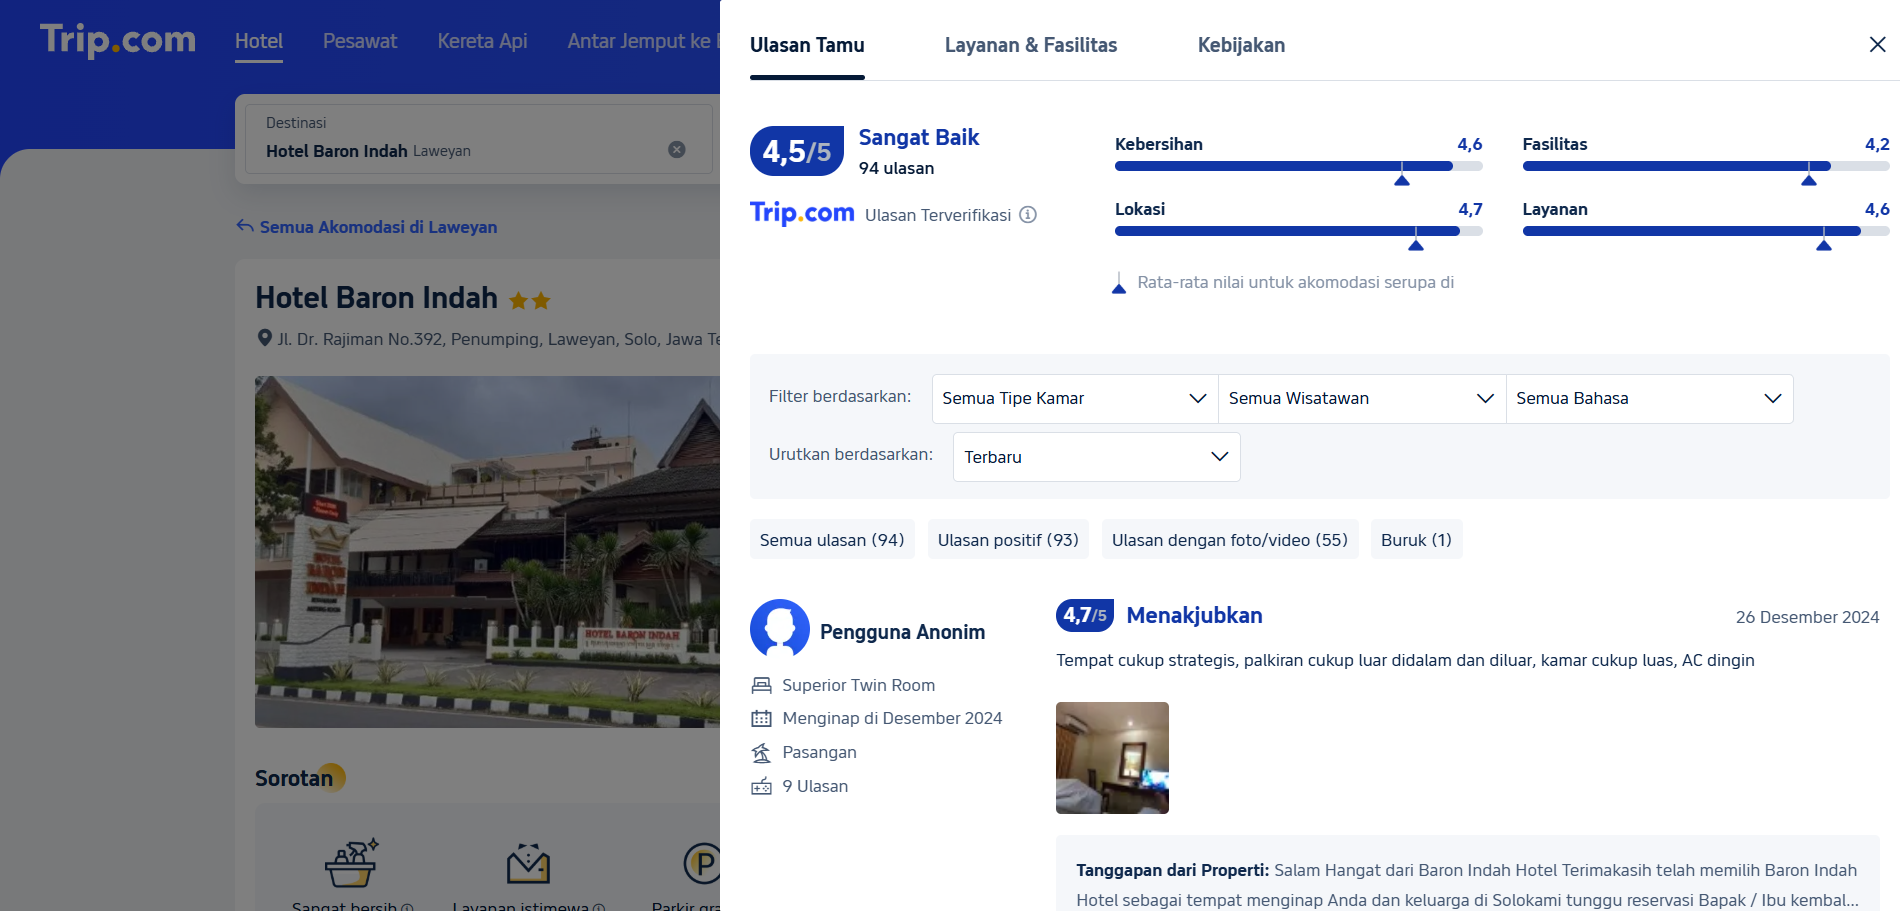 Trip.com
Hotel
Pesawat
Kereta Api
Antar Jemput ke
Destinasi
Hotel Baron Indah Laweyan
Semua Akomodasi di Laweyan
Hotel Baron Indah
Jl. Dr. Rajiman No.392, Penumping, Laweyan, Solo, Jawa
HOTEL
BARON
INDAH
HOTEL BARON INDAH
Sorotan
Sangat bersih
Layanan istimewa
Parkir
Ulasan Tamu
Layanan & Fasilitas
Kebijakan
4,5/5
Sangat Baik
94 ulasan
Trip.com Ulasan Terverifikasi
Kebersihan 4,6
Fasilitas 4,2
Lokasi 4,7
Layanan 4,6
Rata-rata nilai untuk akomodasi serupa di
Filter berdasarkan:
Semua Tipe Kamar
Semua Wisatawan
Semua Bahasa
Urutkan berdasarkan:
Terbaru
Semua ulasan (94)
Ulasan positif (93)
Ulasan dengan foto/video (55)
Buruk (1)
Pengguna Anonim
Superior Twin Room
Menginap di Desember 2024
Pasangan
9 Ulasan
4,7/5 Menakjubkan
26 Desember 2024
Tempat cukup strategis, palkiran cukup luar didalam dan diluar, kamar cukup luas, AC dingin
Tanggapan dari Properti: Salam Hangat dari Baron Indah Hotel Terimakasih telah memilih Baron Indah
Hotel sebagai tempat menginap Anda dan keluarga di Solokami tunggu reservasi Bapak / Ibu kembal...